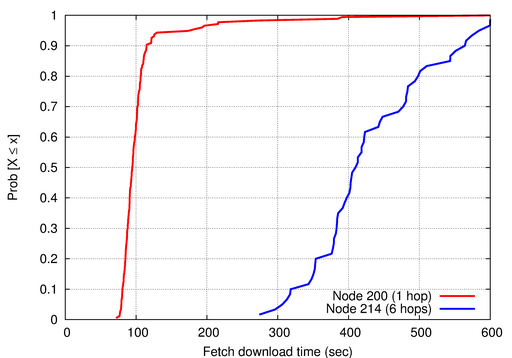 1
0.9
0.8
0.7
0.6
0.5
0.4
0.3
0.2
0.1
0
Prob [X ≤ x]
Node 200 (1 hop)
Node 214 (6 hops)
0 100 200 300 400 500 600
Fetch download time (sec)